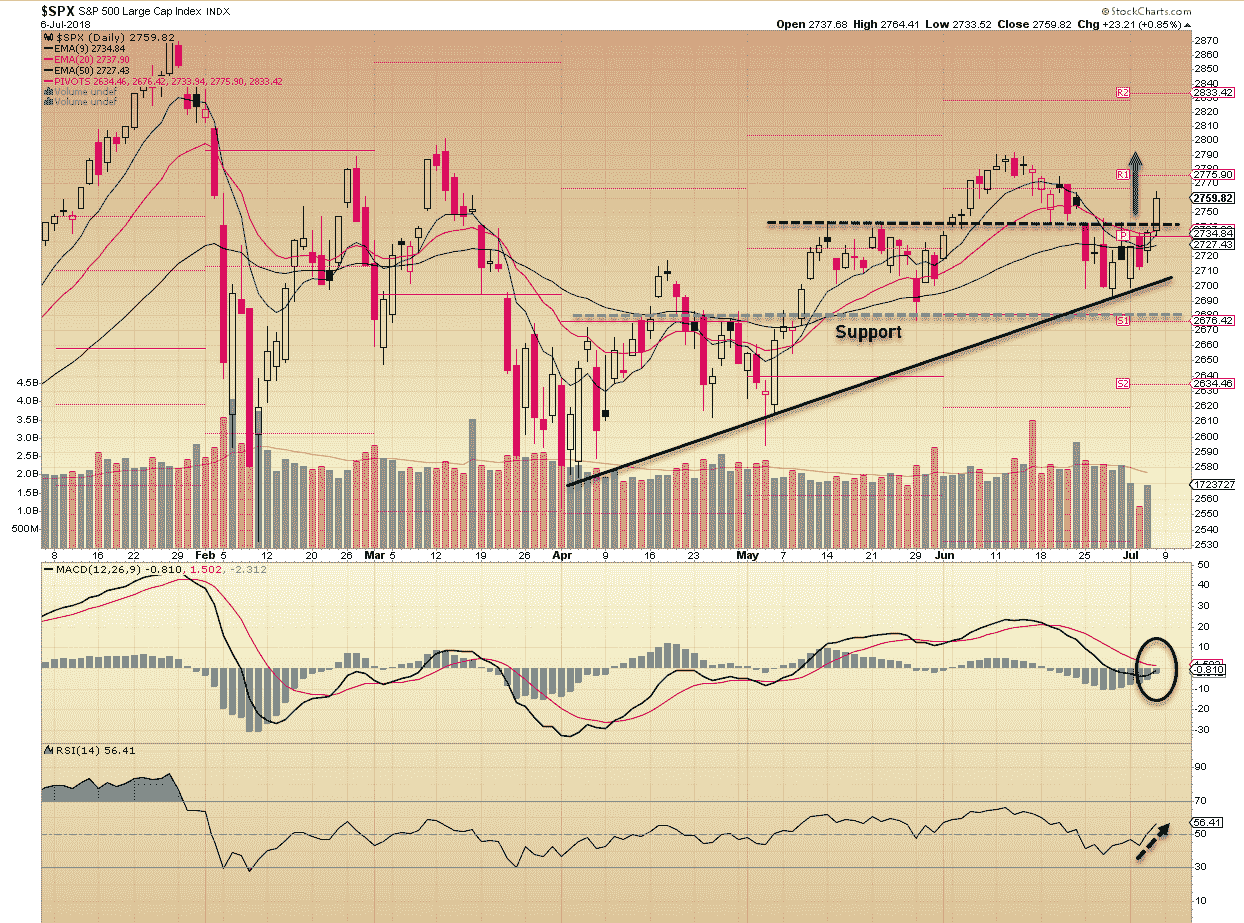 $SPX S&P 500 Large Cap Index INDX
© StockCharts.com
6-Jul-2018
Open 2737.68 High 2764.41 Low 2733.52 Close 2759.82 Chg +23.21 (+0.85%)
$SPX (Daily) 2759.82
EMA(9) 2734.84
EMA(20) 2737.90
EMA(50) 2727.43
PIVOTS 2634.46, 2676.42, 2733.94, 2775.90, 2833.42
Volume undef
Volume undef
2870
2860
2850
2840
R2 2833.42
2820
2810
2800
2790
2780
R1 2775.90
2770
2759.82
2750
P
2734.84
2727.43
2720
2710
2700
2690
Support
S1 2676.42
2670
2660
2650
2640
S2 2634.46
2620
2610
2600
2590
2580
1723727
2560
2550
2540
2530
4.5B
4.0B
3.5B
3.0B
2.5B
2.0B
1.5B
1.0B
500M
8 16 22 29 Feb 5 12 20 26 Mar 5 12 19 26 Apr 9 16 23 May 7 14 21 29 Jun 11 18 25 Jul 9
MACD(12,26,9) -0.810, 1.502, -2.312
50
40
30
20
10
-0.810
-10
-20
-30
RSI(14) 56.41
90
70
56.41
50
30
10